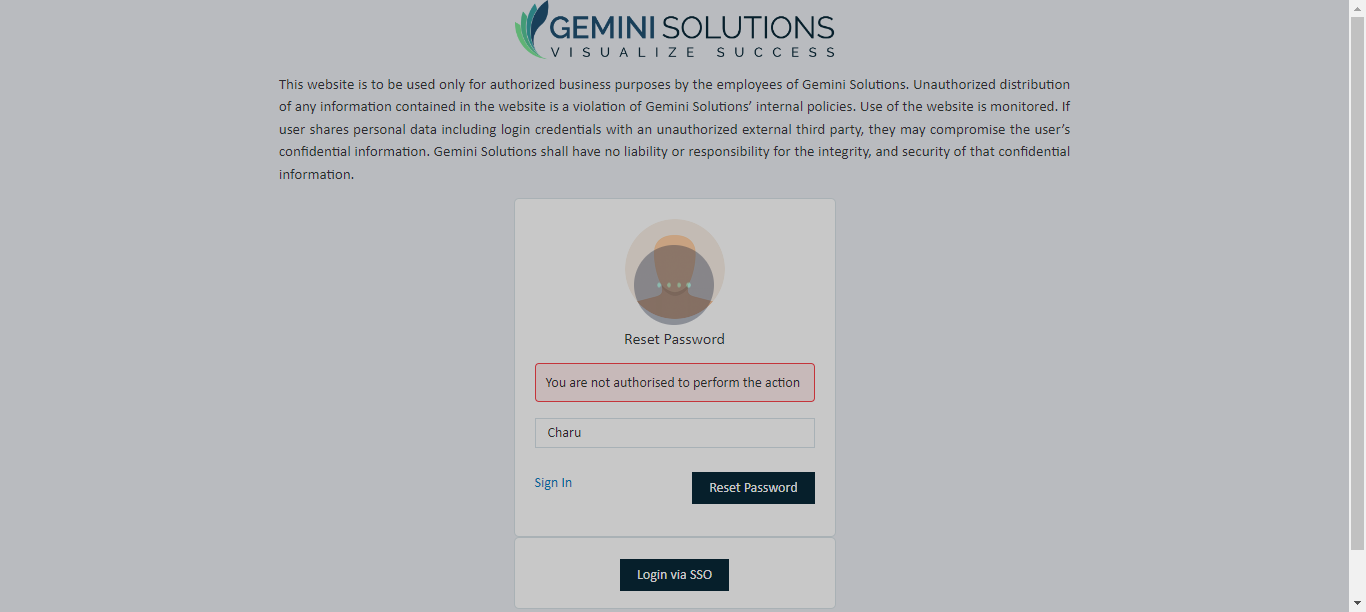 GEMINI SOLUTIONS
VISUALIZE SUCCESS
This website is to be used only for authorized business purposes by the employees of Gemini Solutions. Unauthorized distribution
of any information contained in the website is a violation of Gemini Solutions’ internal policies. Use of the website is monitored. If
user shares personal data including login credentials with an unauthorized external third party, they may compromise the user’s
confidential information. Gemini Solutions shall have no liability or responsibility for the integrity, and security of that confidential
information.
Reset Password
You are not authorised to perform the action
Charu
Sign In
Reset Password
Login via SSO